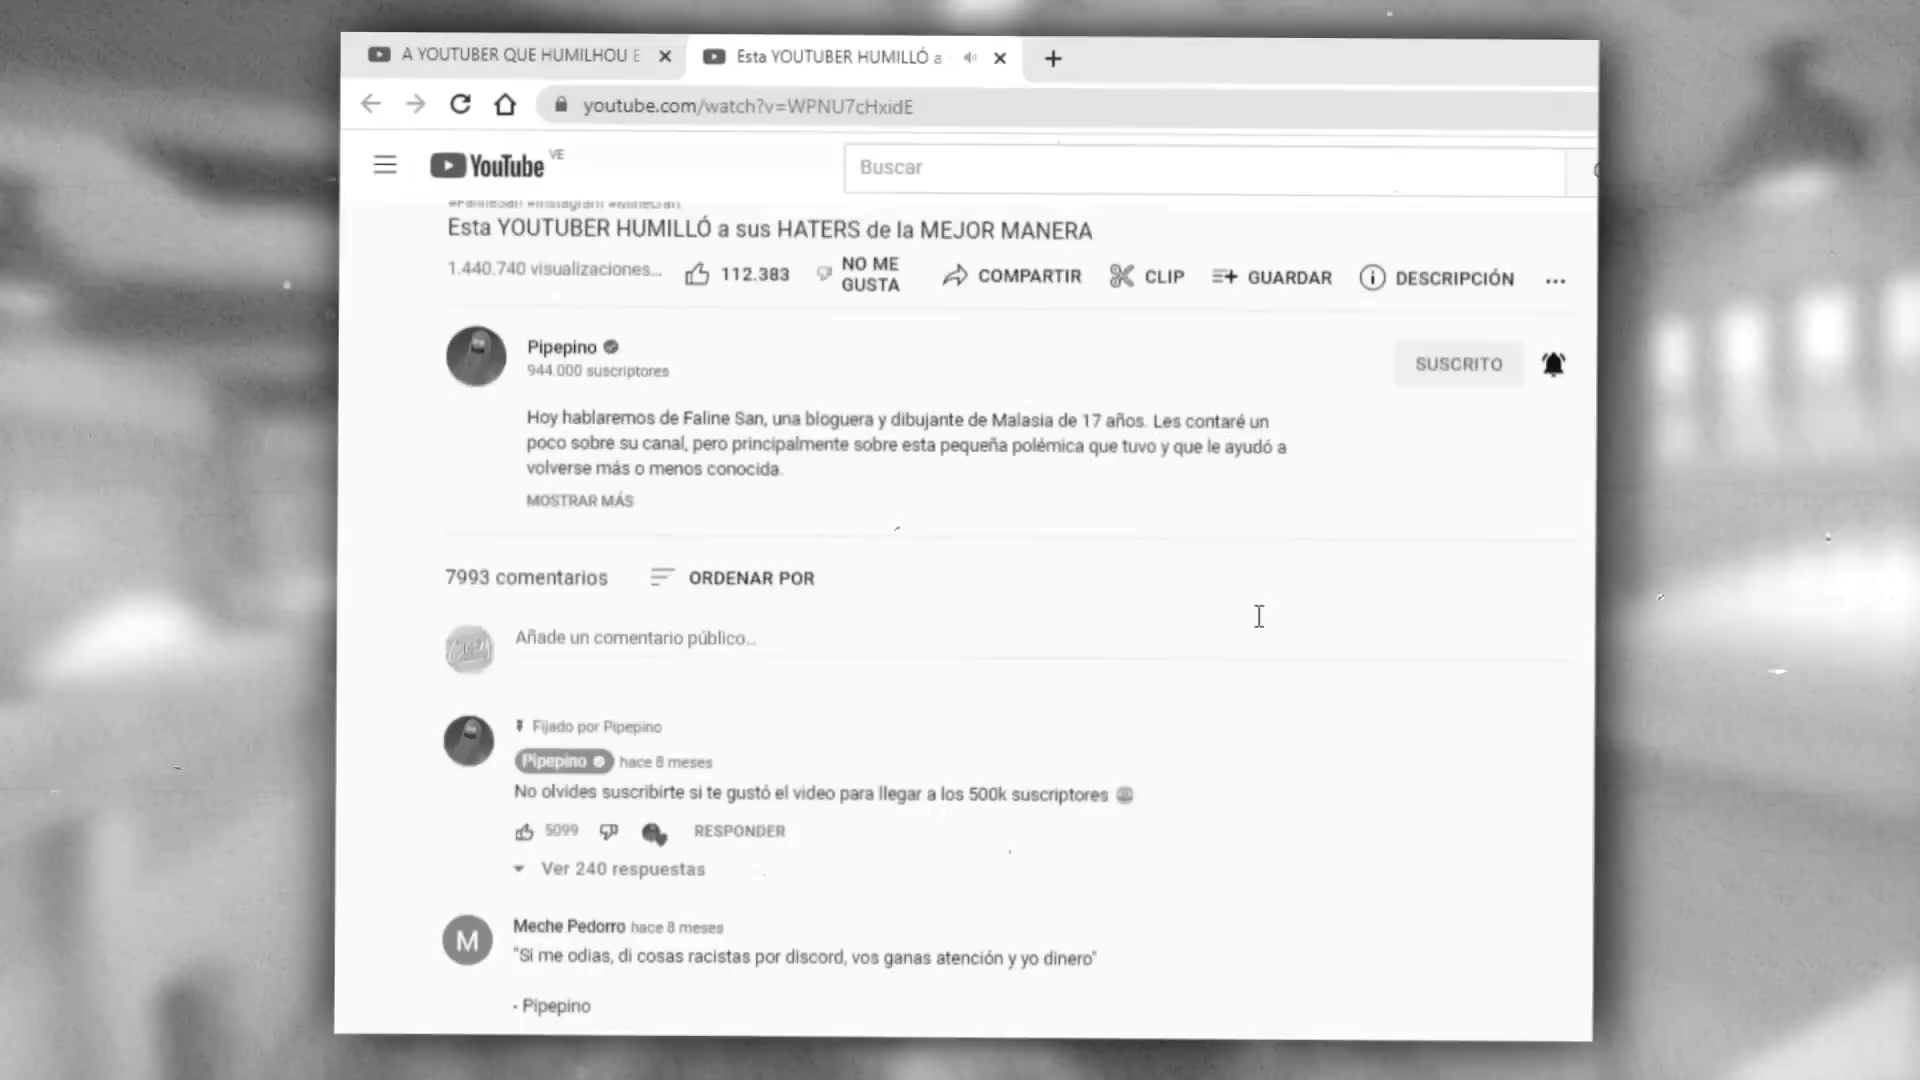 A YOUTUBER QUE HUMILHOU E
Esta YOUTUBER HUMILLÓ a
youtube.com/watch?v=WPNU7cHxidE
YouTube VE
Buscar
#FalineSan #Instagram #Minecraft
Esta YOUTUBER HUMILLÓ a sus HATERS de la MEJOR MANERA
1.440.740 visualizaciones...
112.383
NO ME GUSTA
COMPARTIR
CLIP
GUARDAR
DESCRIPCIÓN
Pipepino
944.000 suscriptores
SUSCRITO
Hoy hablaremos de Faline San, una bloguera y dibujante de Malasia de 17 años. Les contaré un
poco sobre su canal, pero principalmente sobre esta pequeña polémica que tuvo y que le ayudó a
volverse más o menos conocida.
MOSTRAR MÁS
7993 comentarios
ORDENAR POR
Añade un comentario público...
Fijado por Pipepino
Pipepino hace 8 meses
No olvides suscribirte si te gustó el video para llegar a los 500k suscriptores
5099
RESPONDER
Ver 240 respuestas
M
Meche Pedorro hace 8 meses
"Si me odias, di cosas racistas por discord, vos ganas atención y yo dinero"
- Pipepino